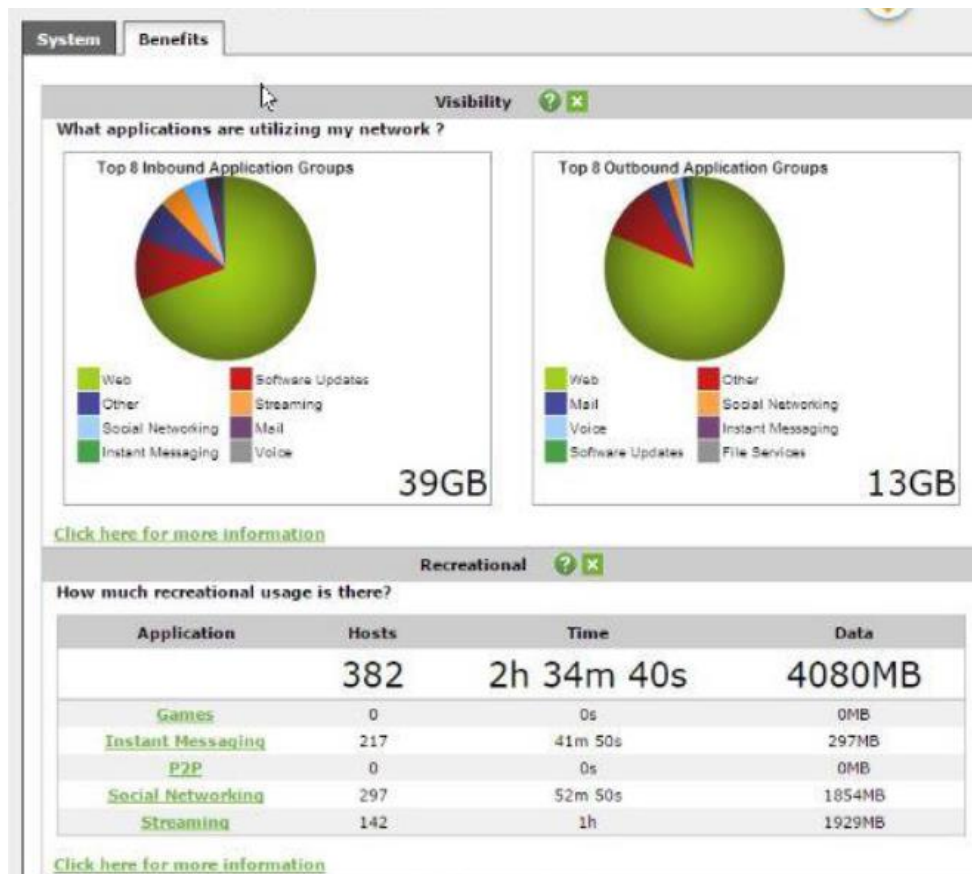 System Benefits
Visibility
What applications are utilizing my network ?
Top 8 Inbound Application Groups
Web Software Updates
Other Streaming
Social Networking Mail
Instant Messaging Voice
39GB
Top 8 Outbound Application Groups
Web Other
Mail Social Networking
Voice Instant Messaging
Software Updates File Services
13GB
Click here for more information
Recreational
How much recreational usage is there?
Application Hosts Time Data
382 2h 34m 40s 4080MB
Games 0 0s 0MB
Instant Messaging 217 41m 50s 297MB
P2P 0 0s 0MB
Social Networking 297 52m 50s 1854MB
Streaming 142 1h 1929MB
Click here for more information